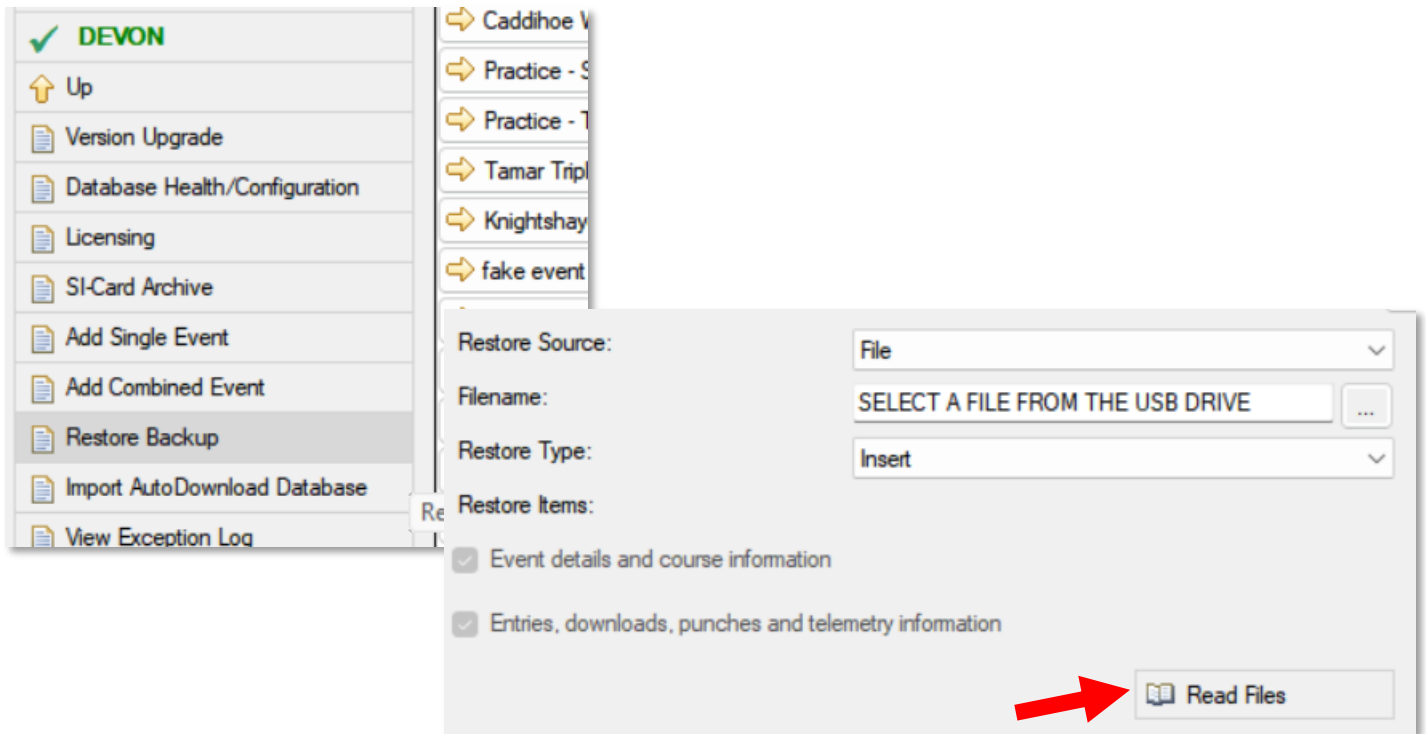 DEVON
Up
Version Upgrade
Database Health/Configuration
Licensing
SI-Card Archive
Add Single Event
Add Combined Event
Restore Backup
Import AutoDownload Database
View Exception Log
Caddihoe
Practice -
Practice -
Tamar
fake event
Restore Source:
File
Filename:
SELECT A FILE FROM THE USB DRIVE
...
Restore Type:
Insert
Restore Items:
Event details and course information
Entries, downloads, punches and telemetry information
Read Files